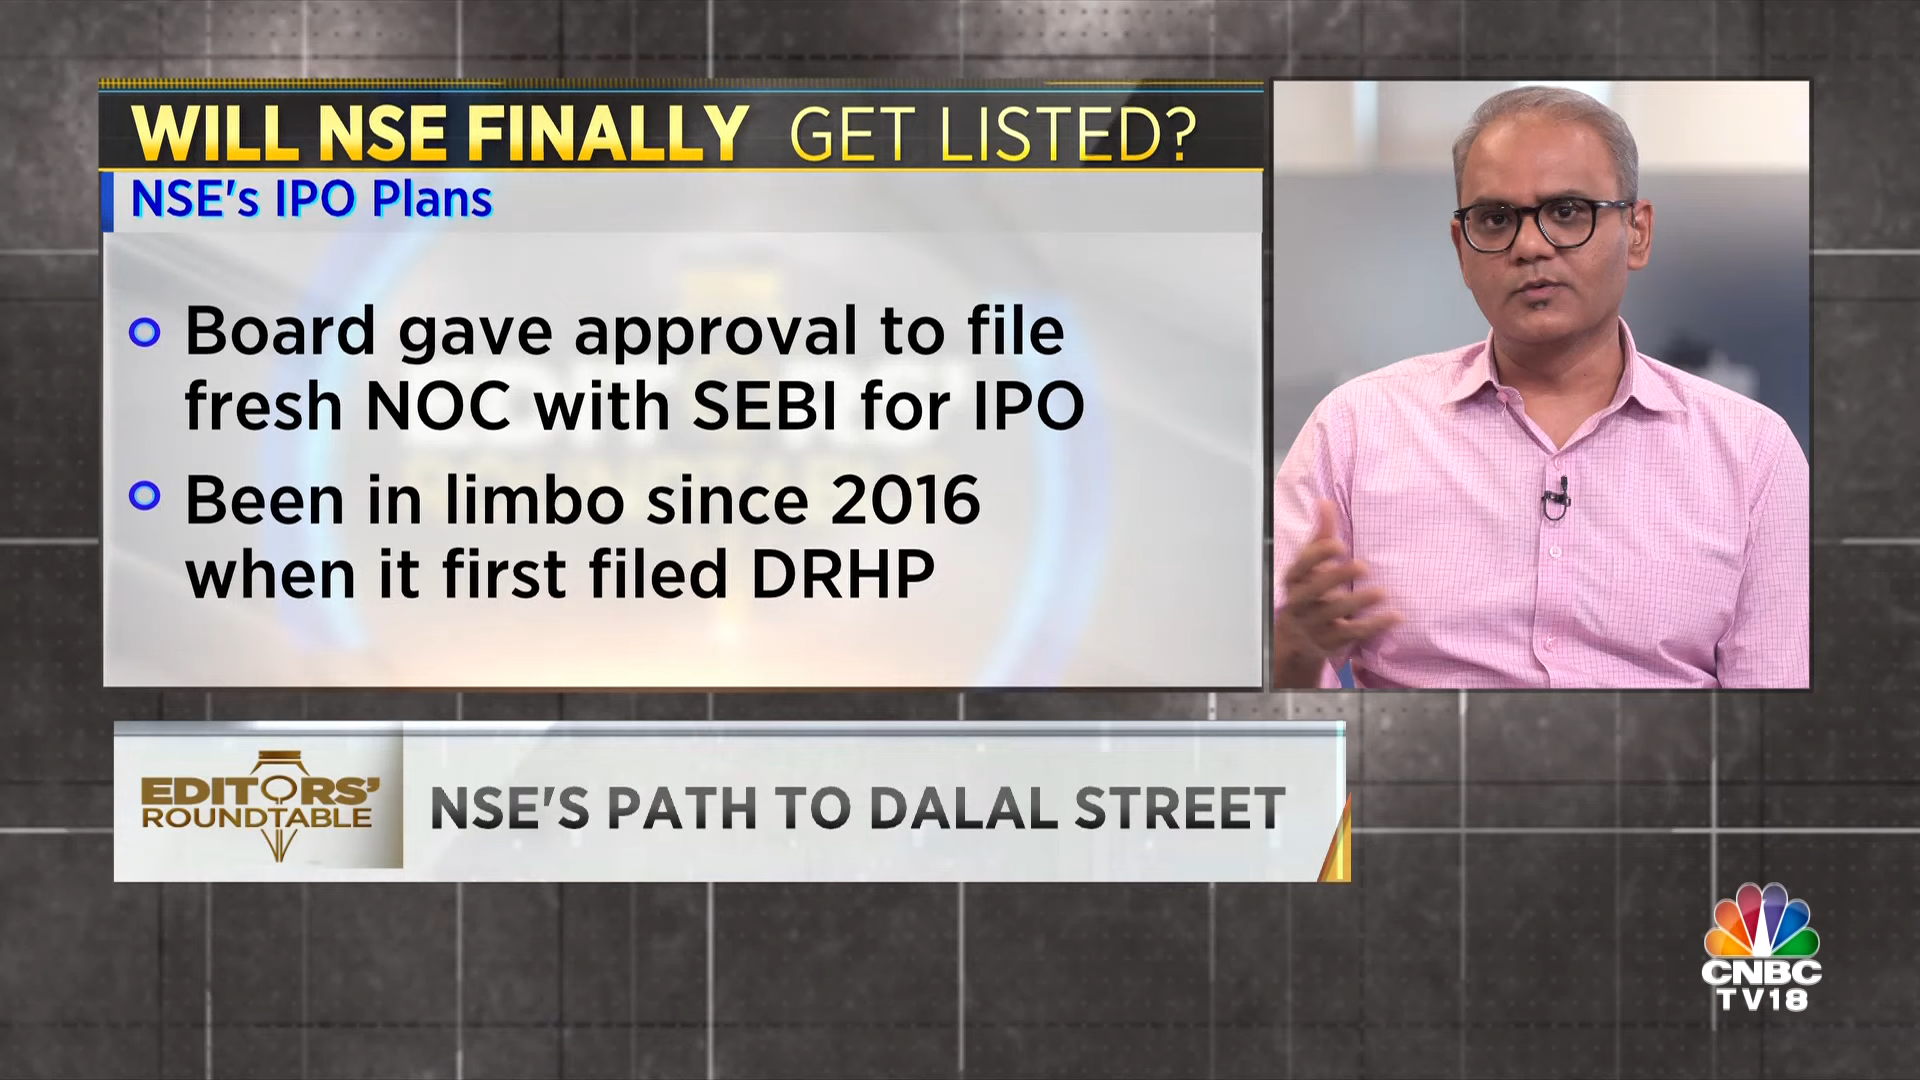 WILL NSE FINALLY GET LISTED?
NSE's IPO Plans
Board gave approval to file
fresh NOC with SEBI for IPO
Been in limbo since 2016
when it first filed DRHP
EDITORS'
ROUNDTABLE
NSE'S PATH TO DALAL STREET
CNBC
TV18